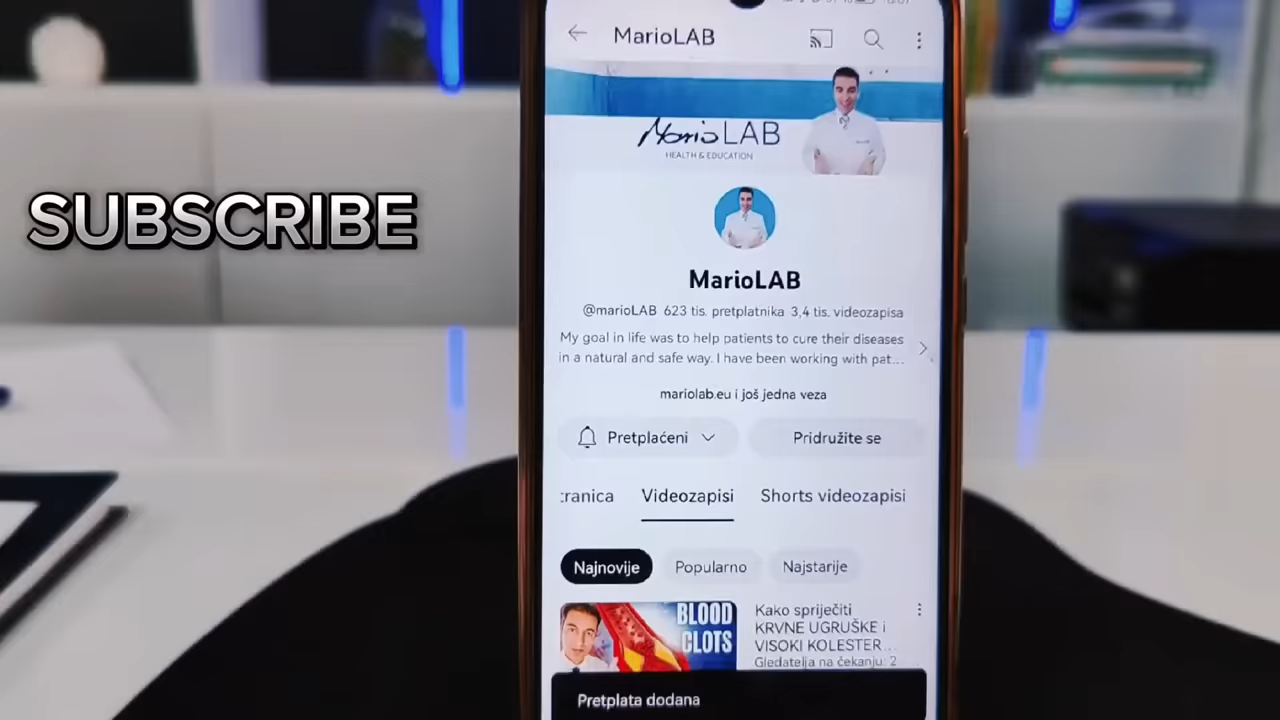 MarioLAB
MarioLAB
HEALTH & EDUCATION
SUBSCRIBE
MarioLAB
@marioLAB 623 tis. pretplatnika 3,4 tis. videozapisa
My goal in life was to help patients to cure their diseases
in a natural and safe way. I have been working with pat...
mariolab.eu i još jedna veza
Pretplaćeni
Pridružite se
tranica Videozapisi Shorts videozapisi
Najnovije Popularno Najstarije
BLOOD
CLOTS
Kako spriječiti
KRVNE UGRUŠKE i
VISOKI KOLESTER...
Gledatelja na čekanju: 2
Pretplata dodana